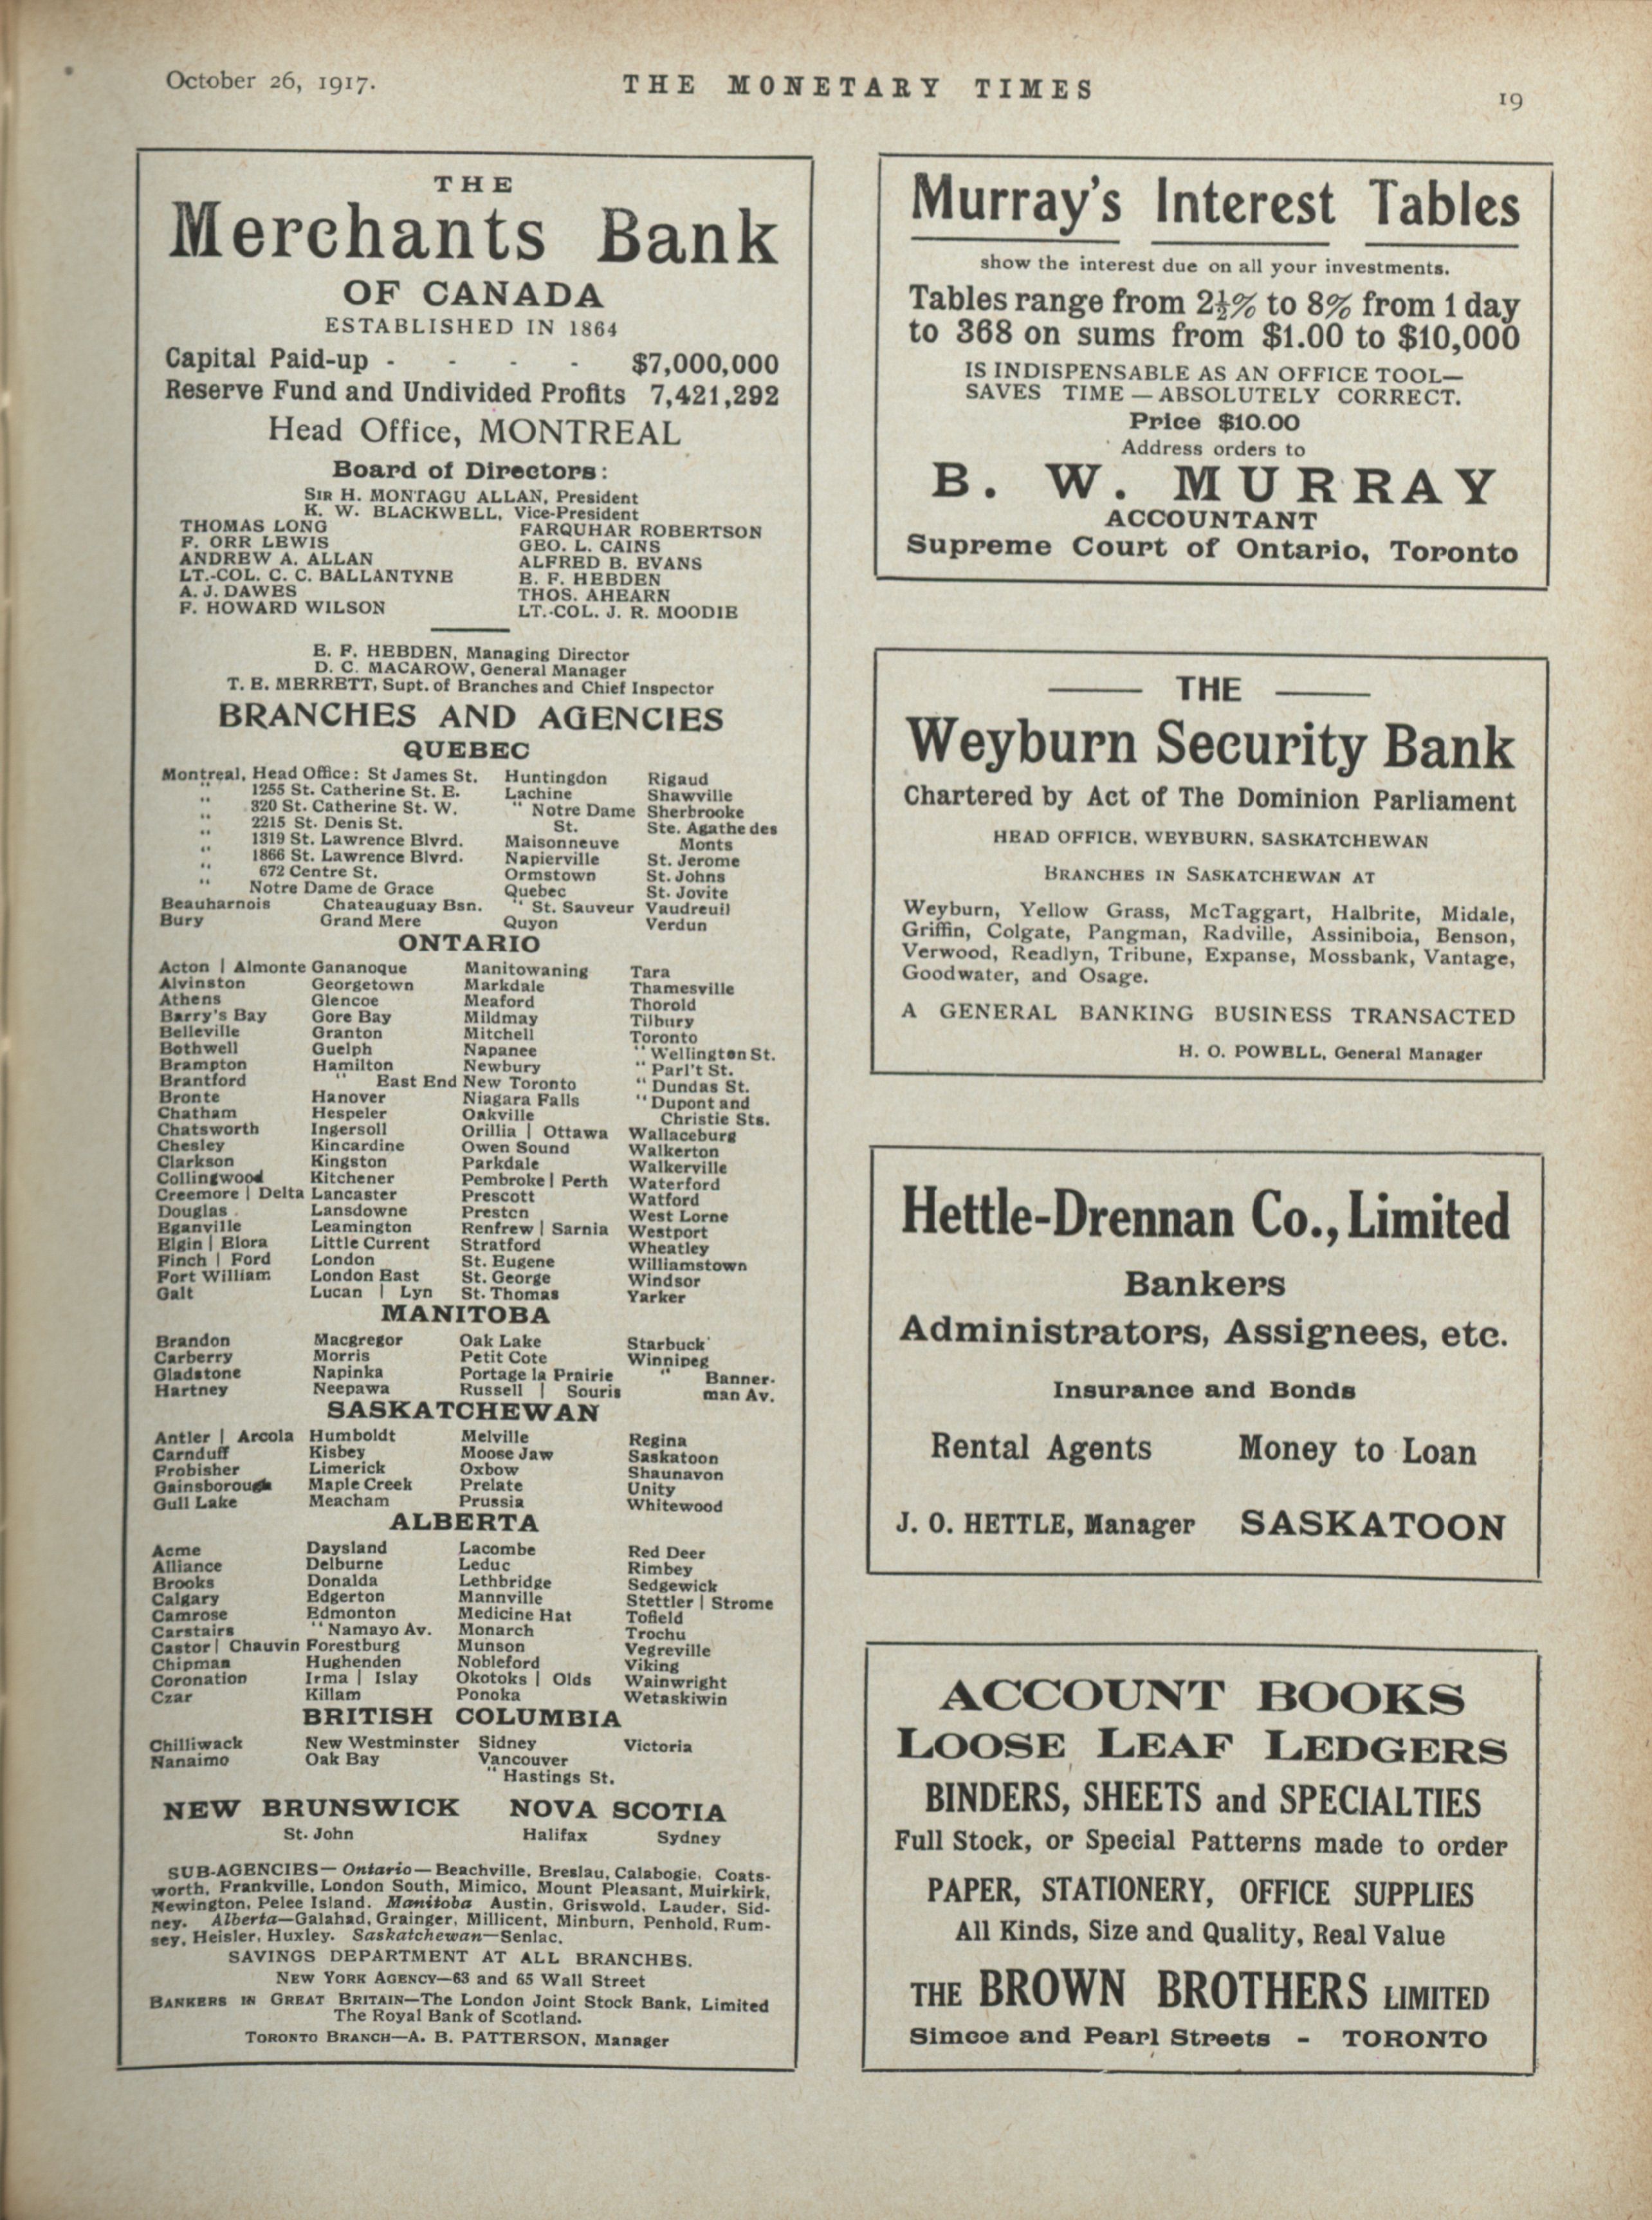 October 26, 1917.
THE MONETARY TIMES
19
THE
Merchants Bank
OF CANADA
ESTABLISHED IN 1864
Capital Paid-up - - - - $7,000,000
Reserve Fund and Undivided Profits 7,421,292
Head Office, MONTREAL
Board of Directors:
SIR H. MONTAGU ALLAN, President
K. W. BLACKWELL, Vice-President
THOMAS LONG FARQUHAR ROBERTSON
F. ORR LEWIS GEO. L. CAINS
ANDREW A. ALLAN ALFRED B. EVANS
LT.-COL. C. C. BALLANTYNE E. F. HEBDEN
A. J. DAWES THOS. AHEARN
F. HOWARD WILSON LT.-COL. J. R. MOODIE
E. F. HEBDEN, Managing Director
D. C. MACAROW, General Manager
T. E. MERRETT, Supt. of Branches and Chief Inspector
BRANCHES AND AGENCIES
QUEBEC
Montreal, Head Office: St James St. Huntingdon Rigaud
" 1255 St. Catherine St. E. Lachine Shawville
" 320 St. Catherine St. W. " Notre Dame Sherbrooke
" 2215 St. Denis St. St. Ste. Agathe des
" 1319 St. Lawrence Blvrd. Maisonneuve Monts
" 1866 St. Lawrence Blvrd. Napierville St. Jerome
" 672 Centre St. Ormstown St. Johns
" Notre Dame de Grace Quebec St. Jovite
Beauharnois Chateauguay Bsn. " St. Sauveur Vaudreuil
Bury Grand Mere Quyon Verdun
ONTARIO
Acton | Almonte Gananoque Manitowaning Tara
Alvinston Georgetown Markdale Thamesville
Athens Glencoe Meaford Thorold
Barry's Bay Gore Bay Mildmay Tilbury
Belleville Granton Mitchell Toronto
Bothwell Guelph Napanee " Wellington St.
Brampton Hamilton Newbury " Parl't St.
Brantford " East End New Toronto " Dundas St.
Bronte Hanover Niagara Falls " Dupont and
Chatham Hespeler Oakville Christie Sts.
Chatsworth Ingersoll Orillia | Ottawa Wallaceburg
Chesley Kincardine Owen Sound Walkerton
Clarkson Kingston Parkdale Walkerville
Collingwood Kitchener Pembroke | Perth Waterford
Creemore | Delta Lancaster Prescott Watford
Douglas Lansdowne Preston West Lorne
Eganville Leamington Renfrew | Sarnia Westport
Elgin | Elora Little Current Stratford Wheatley
Finch | Ford London St. Eugene Williamstown
Fort William London East St. George Windsor
Galt Lucan | Lyn St. Thomas Yarker
MANITOBA
Brandon Macgregor Oak Lake Starbuck
Carberry Morris Petit Cote Winnipeg
Gladstone Napinka Portage la Prairie " Banner-
Hartney Neepawa Russell | Souris man Av.
SASKATCHEWAN
Antler | Arcola Humboldt Melville Regina
Carnduff Kisbey Moose Jaw Saskatoon
Frobisher Limerick Oxbow Shaunavon
Gainsborough Maple Creek Prelate Unity
Gull Lake Meacham Prussia Whitewood
ALBERTA
Acme Daysland Lacombe Red Deer
Alliance Delburne Leduc Rimbey
Brooks Donalda Lethbridge Sedgewick
Calgary Edgerton Mannville Stettler | Strome
Camrose Edmonton Medicine Hat Tofield
Carstairs " Namayo Av. Monarch Trochu
Castor | Chauvin Forestburg Munson Vegreville
Chipman Hughenden Nobleford Viking
Coronation Irma | Islay Okotoks | Olds Wainwright
Czar Killam Ponoka Wetaskiwin
BRITISH COLUMBIA
Chilliwack New Westminster Sidney Victoria
Nanaimo Oak Bay Vancouver
" Hastings St.
NEW BRUNSWICK NOVA SCOTIA
St. John Halifax Sydney
SUB-AGENCIES—Ontario—Beachville, Breslau, Calabogie, Coats-
worth, Frankville, London South, Mimico, Mount Pleasant, Muirkirk,
Newington, Pelee Island. Manitoba Austin, Griswold, Lauder, Sid-
ney. Alberta—Galahad, Grainger, Millicent, Minburn, Penhold, Rum-
sey, Heisler, Huxley. Saskatchewan—Senlac.
SAVINGS DEPARTMENT AT ALL BRANCHES.
NEW YORK AGENCY—63 and 65 Wall Street
BANKERS IN GREAT BRITAIN—The London Joint Stock Bank, Limited
The Royal Bank of Scotland.
TORONTO BRANCH—A. B. PATTERSON, Manager
Murray's Interest Tables
show the interest due on all your investments.
Tables range from 2½% to 8% from 1 day
to 368 on sums from $1.00 to $10,000
IS INDISPENSABLE AS AN OFFICE TOOL—
SAVES TIME—ABSOLUTELY CORRECT.
Price $10.00
Address orders to
B. W. MURRAY
ACCOUNTANT
Supreme Court of Ontario, Toronto
THE
Weyburn Security Bank
Chartered by Act of The Dominion Parliament
HEAD OFFICE, WEYBURN, SASKATCHEWAN
BRANCHES IN SASKATCHEWAN AT
Weyburn, Yellow Grass, McTaggart, Halbrite, Midale,
Griffin, Colgate, Pangman, Radville, Assiniboia, Benson,
Verwood, Readlyn, Tribune, Expanse, Mossbank, Vantage,
Goodwater, and Osage.
A GENERAL BANKING BUSINESS TRANSACTED
H. O. POWELL, General Manager
Hettle-Drennan Co., Limited
Bankers
Administrators, Assignees, etc.
Insurance and Bonds
Rental Agents Money to Loan
J. O. HETTLE, Manager SASKATOON
ACCOUNT BOOKS
LOOSE LEAF LEDGERS
BINDERS, SHEETS and SPECIALTIES
Full Stock, or Special Patterns made to order
PAPER, STATIONERY, OFFICE SUPPLIES
All Kinds, Size and Quality, Real Value
THE BROWN BROTHERS LIMITED
Simcoe and Pearl Streets - TORONTO